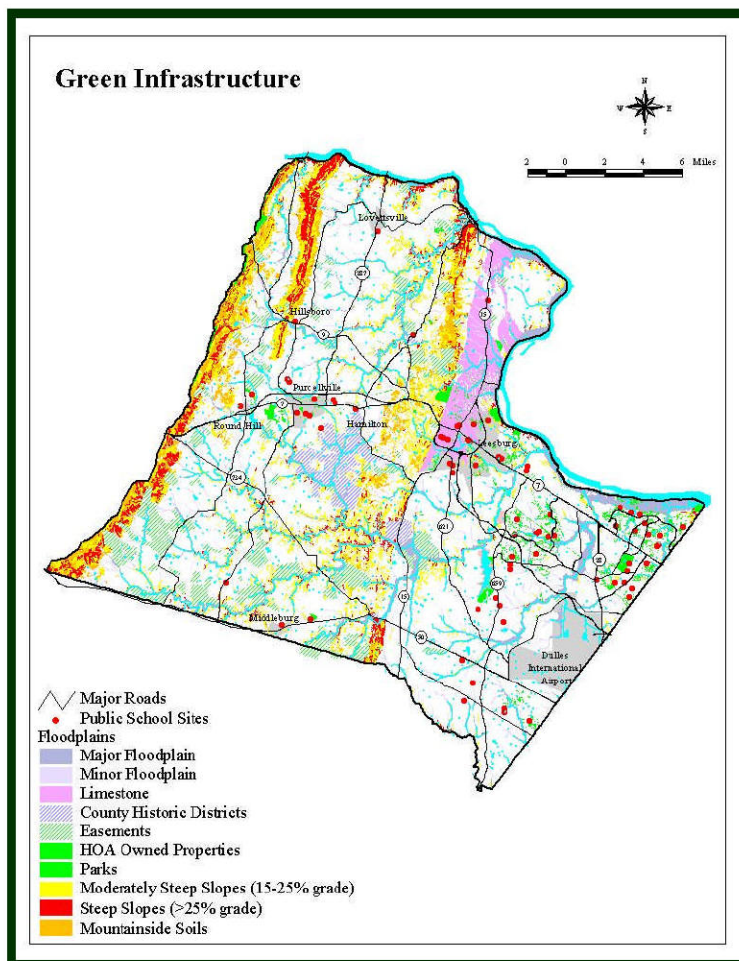 Green Infrastructure
N
W E
S
2 0 2 4 6 Miles
Lovettsville
287
Hillsboro
9
15
Purcellville
7
Round Hill
Hamilton
Leesburg
7
734
621
28
659
15
50
Middleburg
Dulles
International
Airport
Major Roads
Public School Sites
Floodplains
Major Floodplain
Minor Floodplain
Limestone
County Historic Districts
Easements
HOA Owned Properties
Parks
Moderately Steep Slopes (15-25% grade)
Steep Slopes (>25% grade)
Mountainside Soils